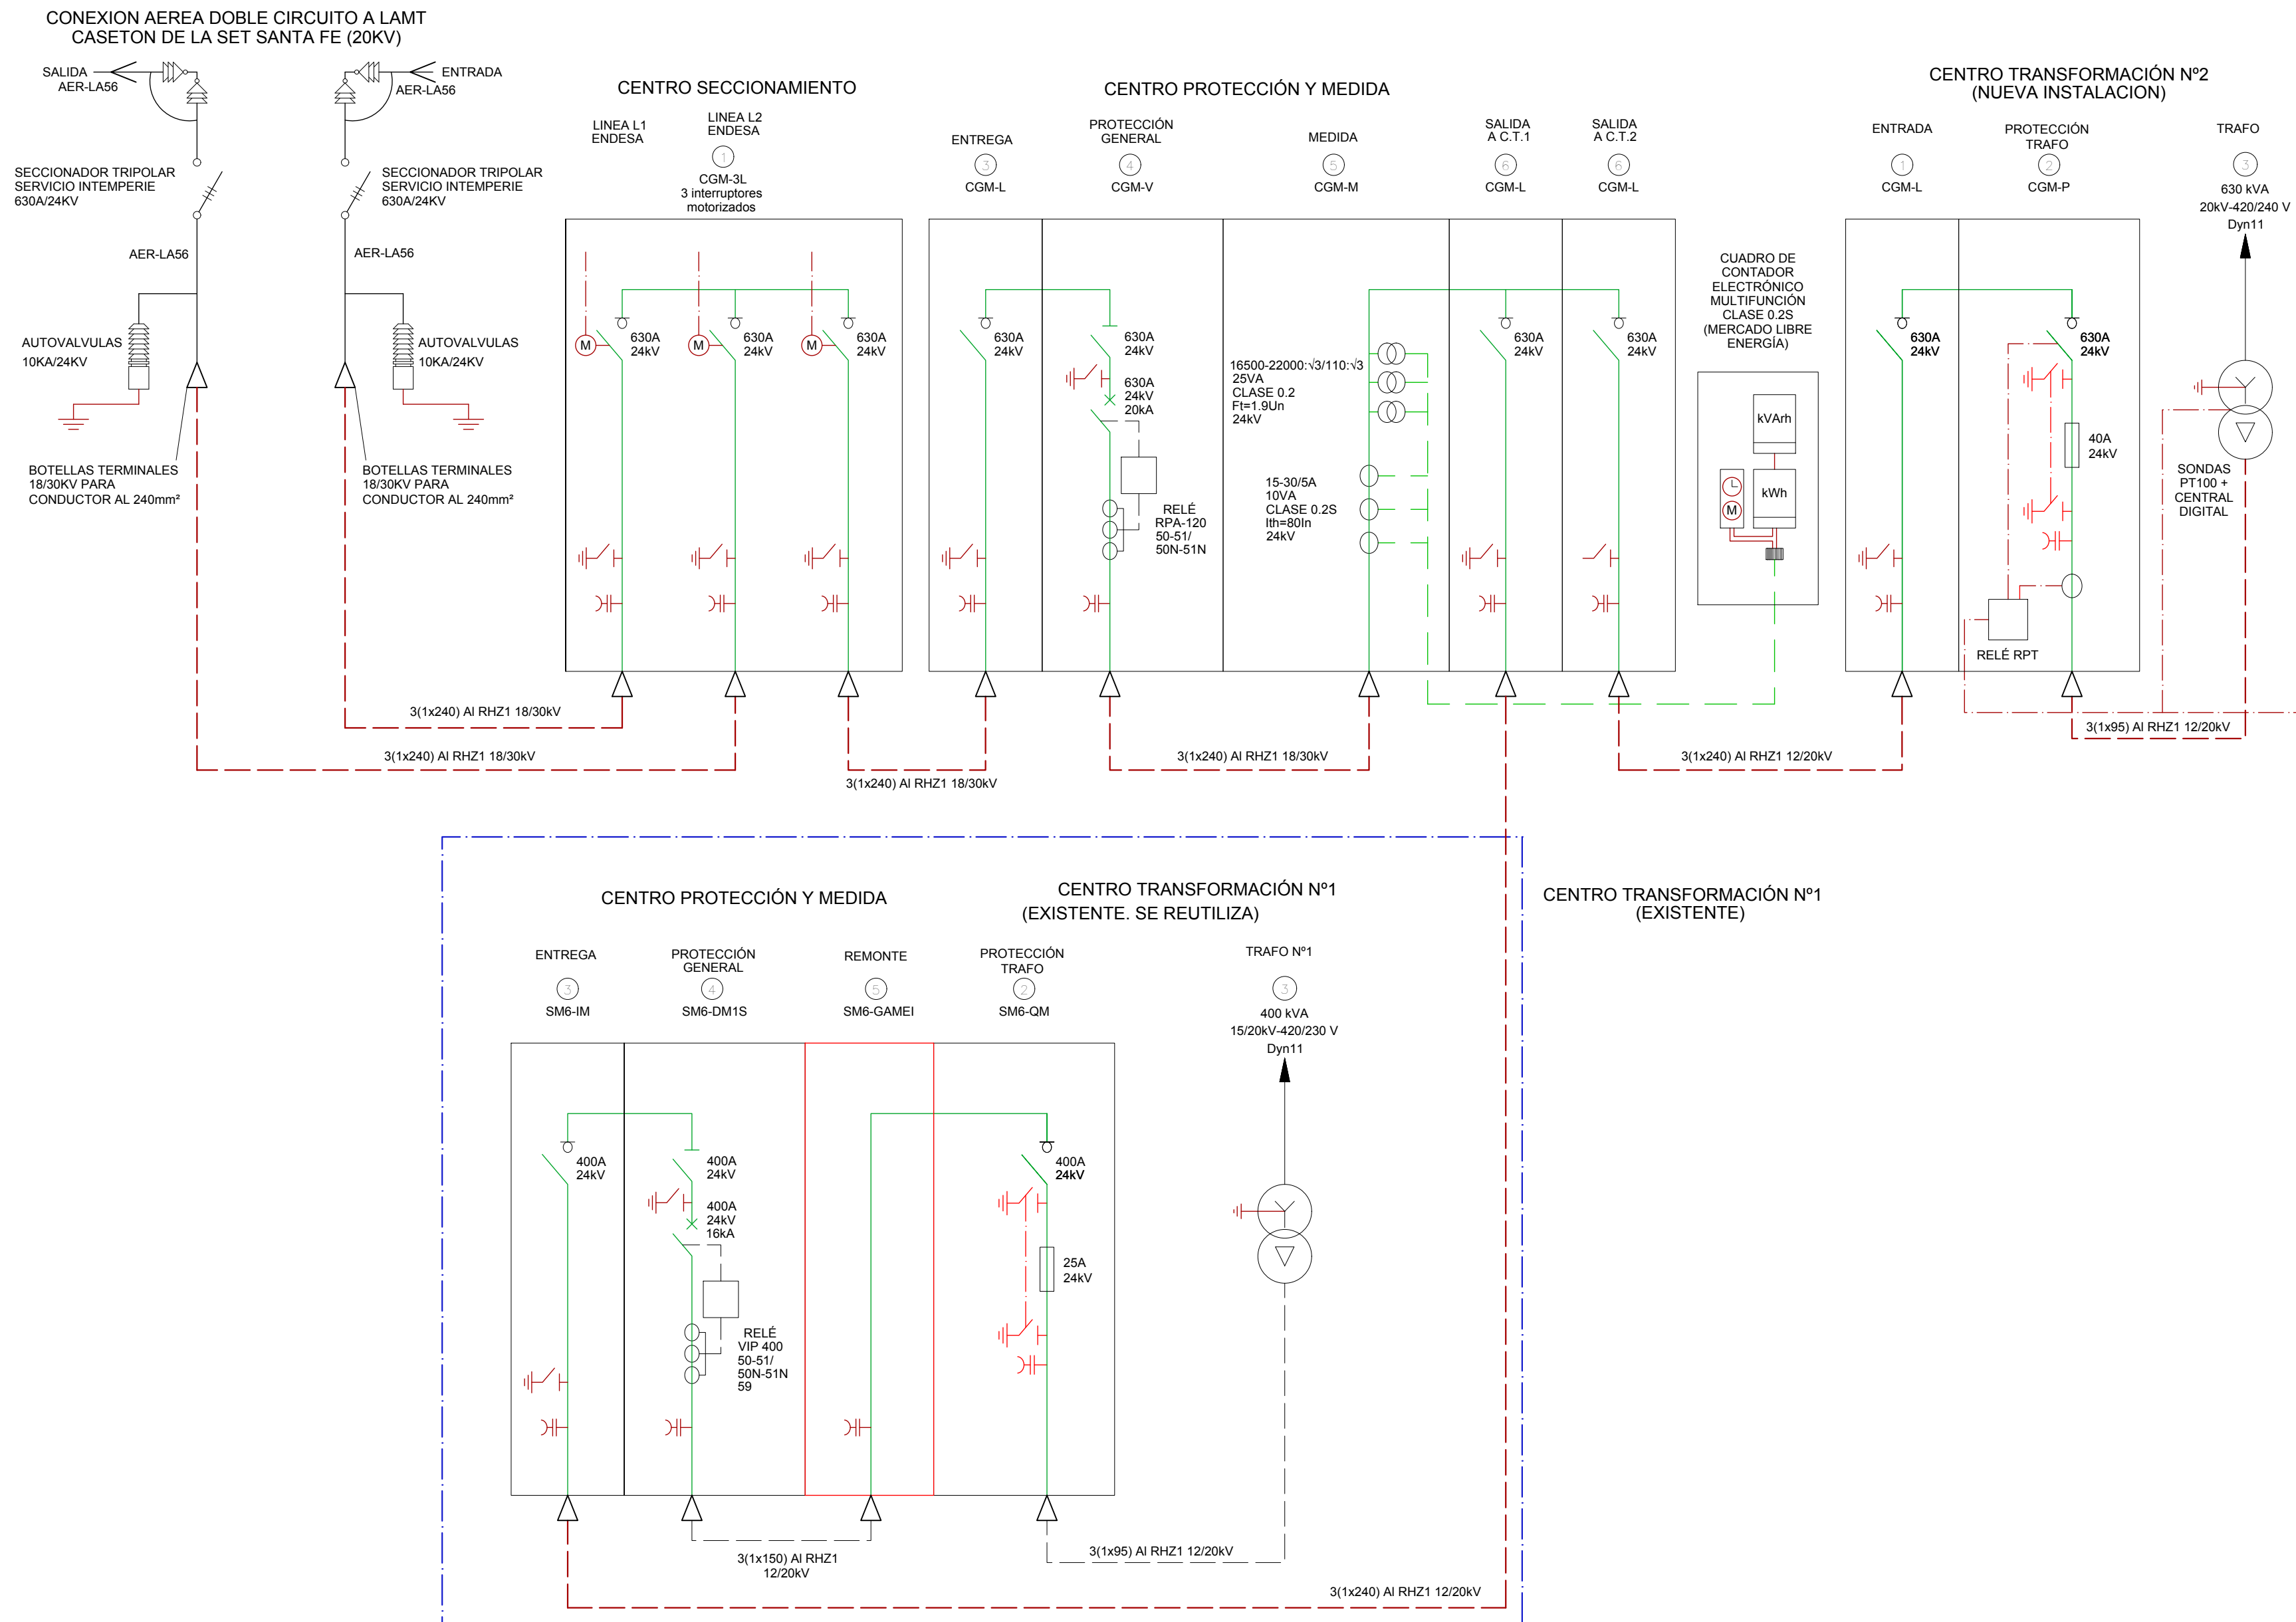 CONEXION AEREA DOBLE CIRCUITO A LAMT
CASETON DE LA SET SANTA FE (20KV)
SALIDA
AER-LA56
ENTRADA
AER-LA56
SECCIONADOR TRIPOLAR
SERVICIO INTEMPERIE
630A/24KV
SECCIONADOR TRIPOLAR
SERVICIO INTEMPERIE
630A/24KV
AER-LA56
AER-LA56
AUTOVALVULAS
10KA/24KV
AUTOVALVULAS
10KA/24KV
BOTELLAS TERMINALES
18/30KV PARA
CONDUCTOR AL 240mm²
BOTELLAS TERMINALES
18/30KV PARA
CONDUCTOR AL 240mm²
3(1x240) Al RHZ1 18/30kV
3(1x240) Al RHZ1 18/30kV
CENTRO SECCIONAMIENTO
LINEA L1
ENDESA
LINEA L2
ENDESA
1
CGM-3L
3 interruptores
motorizados
M
630A
24kV
M
630A
24kV
M
630A
24kV
3(1x240) Al RHZ1 18/30kV
CENTRO PROTECCIÓN Y MEDIDA
ENTREGA
3
CGM-L
630A
24kV
PROTECCIÓN
GENERAL
4
CGM-V
630A
24kV
630A
24kV
20kA
RELÉ
RPA-120
50-51/
50N-51N
3(1x240) Al RHZ1 18/30kV
MEDIDA
5
CGM-M
16500-22000:√3/110:√3
25VA
CLASE 0.2
Ft=1.9Un
24kV
15-30/5A
10VA
CLASE 0.2S
Ith=80In
24kV
SALIDA
A C.T.1
6
CGM-L
630A
24kV
SALIDA
A C.T.2
6
CGM-L
630A
24kV
CUADRO DE
CONTADOR
ELECTRÓNICO
MULTIFUNCIÓN
CLASE 0.2S
(MERCADO LIBRE
ENERGÍA)
kVArh
kWh
M
3(1x240) Al RHZ1 12/20kV
CENTRO TRANSFORMACIÓN Nº2
(NUEVA INSTALACION)
ENTRADA
1
CGM-L
630A
24kV
PROTECCIÓN
TRAFO
2
CGM-P
630A
24kV
40A
24kV
RELÉ RPT
TRAFO
3
630 kVA
20kV-420/240 V
Dyn11
SONDAS
PT100 +
CENTRAL
DIGITAL
3(1x95) Al RHZ1 12/20kV
CENTRO PROTECCIÓN Y MEDIDA
CENTRO TRANSFORMACIÓN Nº1
(EXISTENTE. SE REUTILIZA)
CENTRO TRANSFORMACIÓN Nº1
(EXISTENTE)
ENTREGA
3
SM6-IM
400A
24kV
PROTECCIÓN
GENERAL
4
SM6-DM1S
400A
24kV
400A
24kV
16kA
RELÉ
VIP 400
50-51/
50N-51N
59
REMONTE
5
SM6-GAMEI
PROTECCIÓN
TRAFO
2
SM6-QM
400A
24kV
25A
24kV
TRAFO Nº1
3
400 kVA
15/20kV-420/230 V
Dyn11
3(1x150) Al RHZ1
12/20kV
3(1x95) Al RHZ1 12/20kV
3(1x240) Al RHZ1 12/20kV